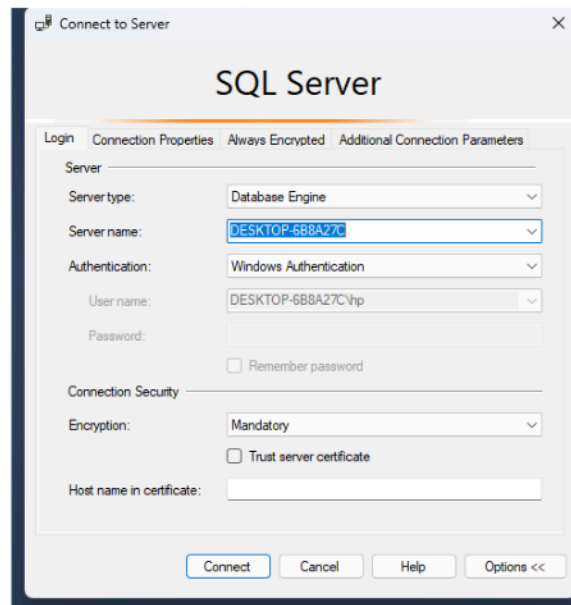 Connect to Server
SQL Server
Login Connection Properties Always Encrypted Additional Connection Parameters
Server
Server type: Database Engine
Server name: DESKTOP-6B8A27C
Authentication: Windows Authentication
User name: DESKTOP-6B8A27C\hp
Password:
Remember password
Connection Security
Encryption: Mandatory
Trust server certificate
Host name in certificate:
Connect Cancel Help Options <<